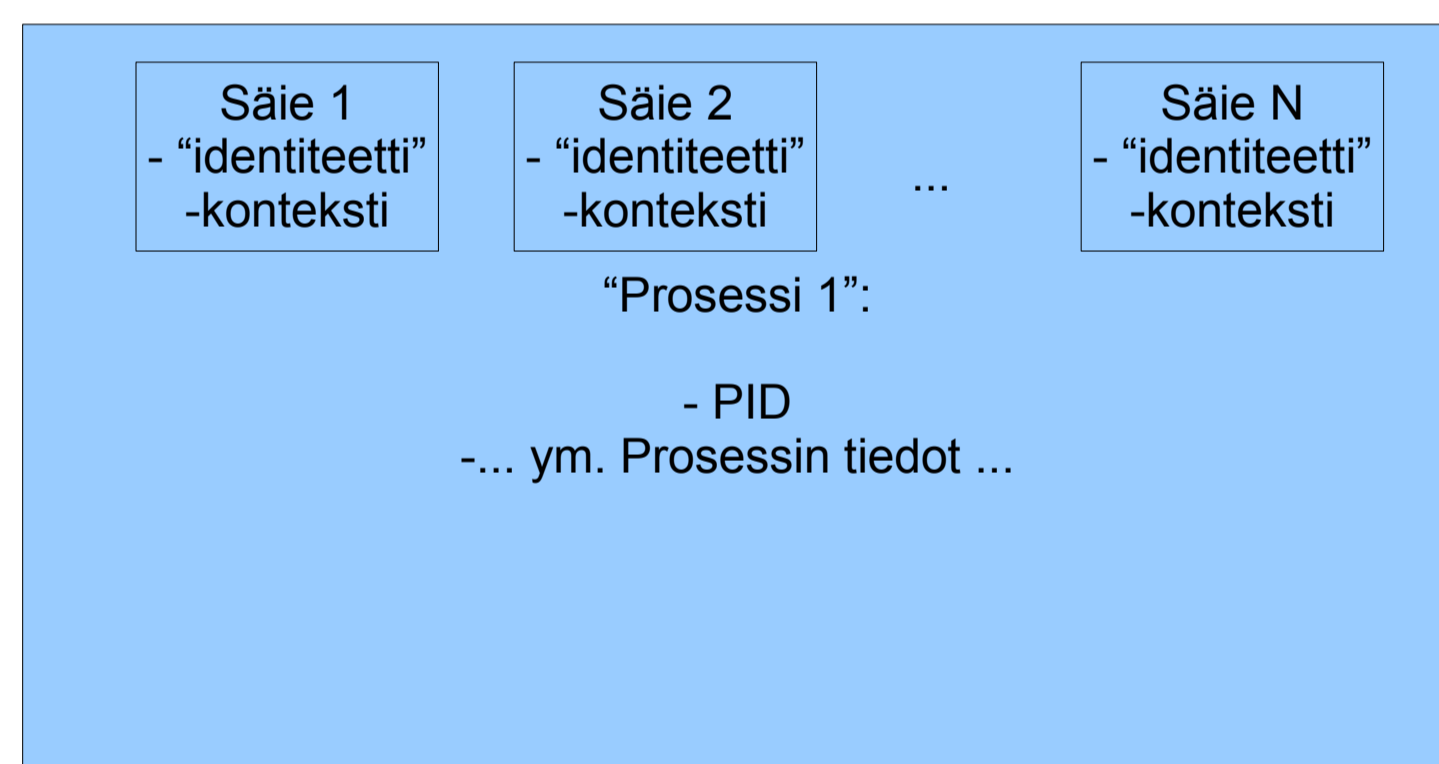 Säie 1
- “identiteetti”
-konteksti
Säie 2
- “identiteetti”
-konteksti
...
Säie N
- “identiteetti”
-konteksti
“Prosessi 1”:
- PID
-... ym. Prosessin tiedot ...